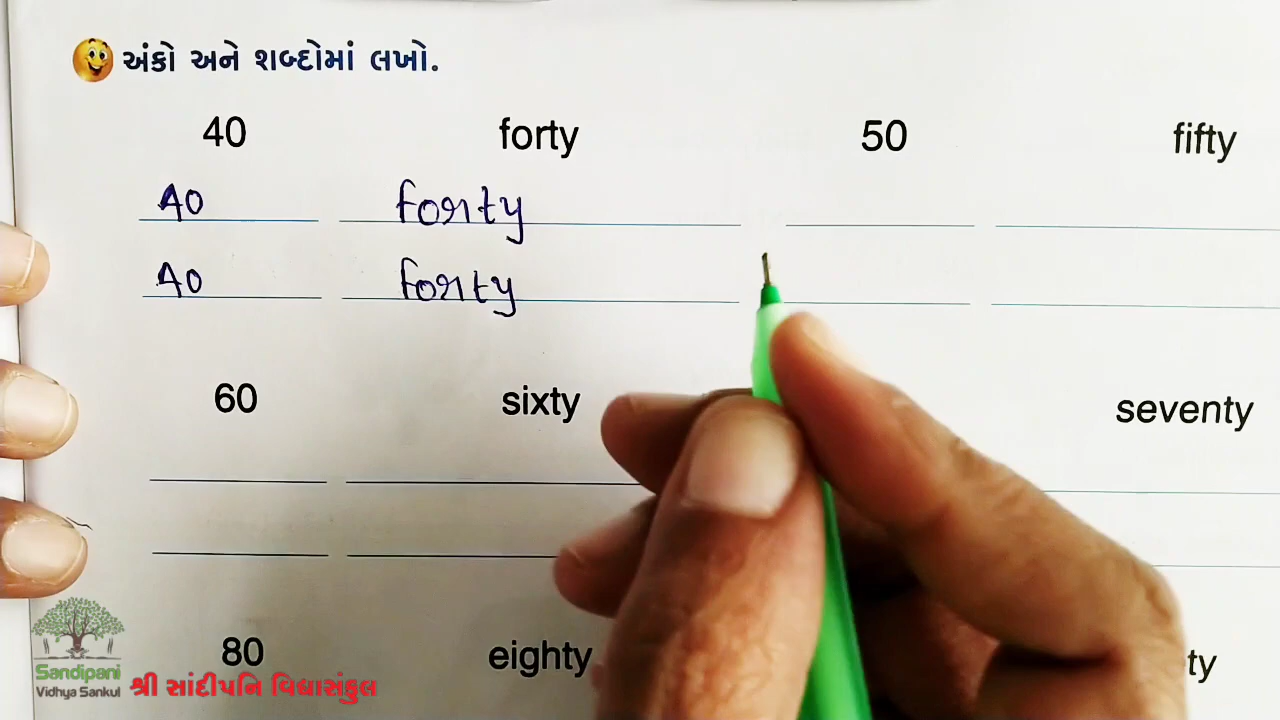 અંકો અને શબ્દોમાં લખો.
40 forty 50 fifty
40 forty
40 forty
60 sixty seventy
80 eighty ty
Sandipani
Vidhya Sankul
શ્રી સાંદીપનિ વિદ્યાસંકુલ